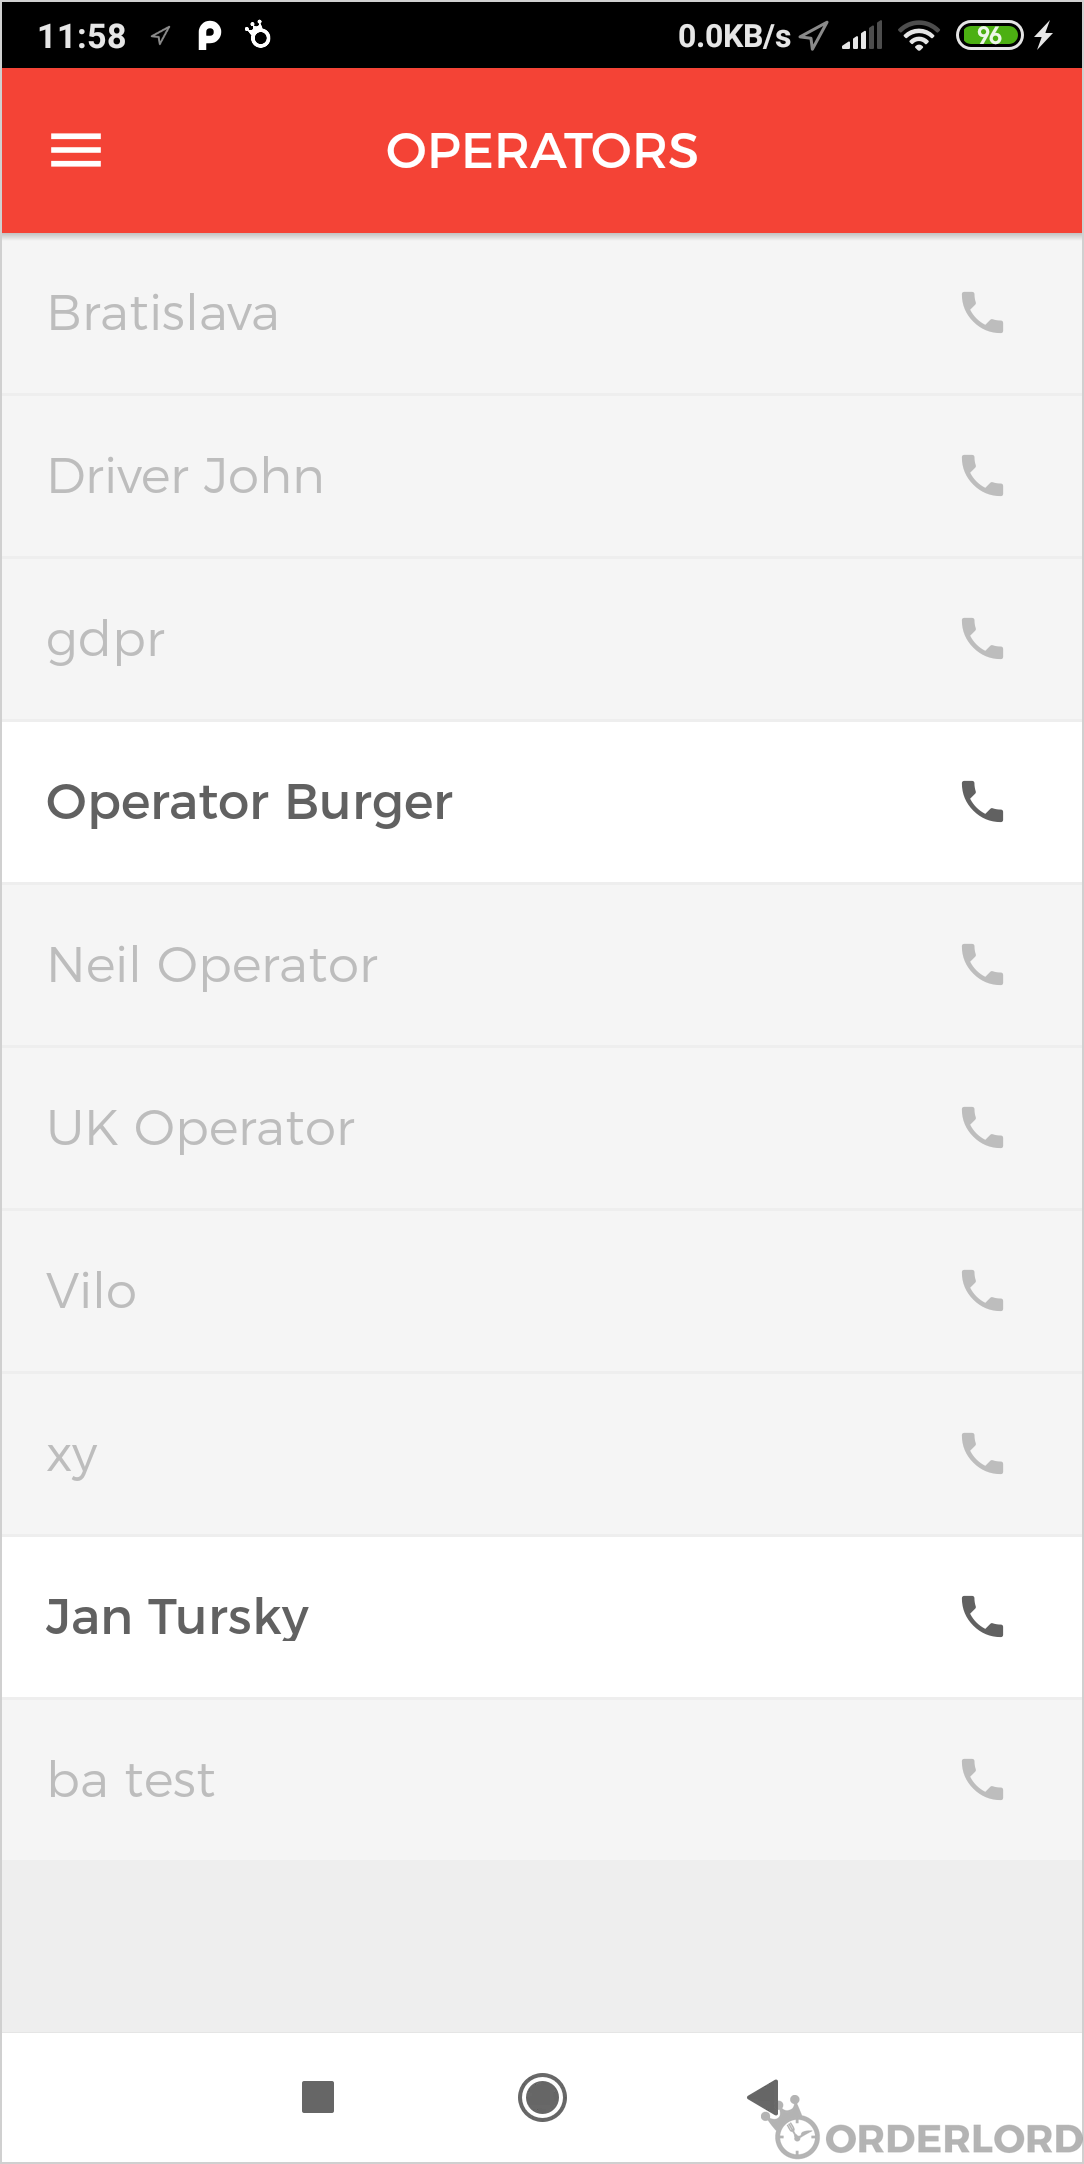 11:58 0.0KB/s 96
OPERATORS
Bratislava
Driver John
gdpr
Operator Burger
Neil Operator
UK Operator
Vilo
xy
Jan Tursky
ba test
ORDERLORD